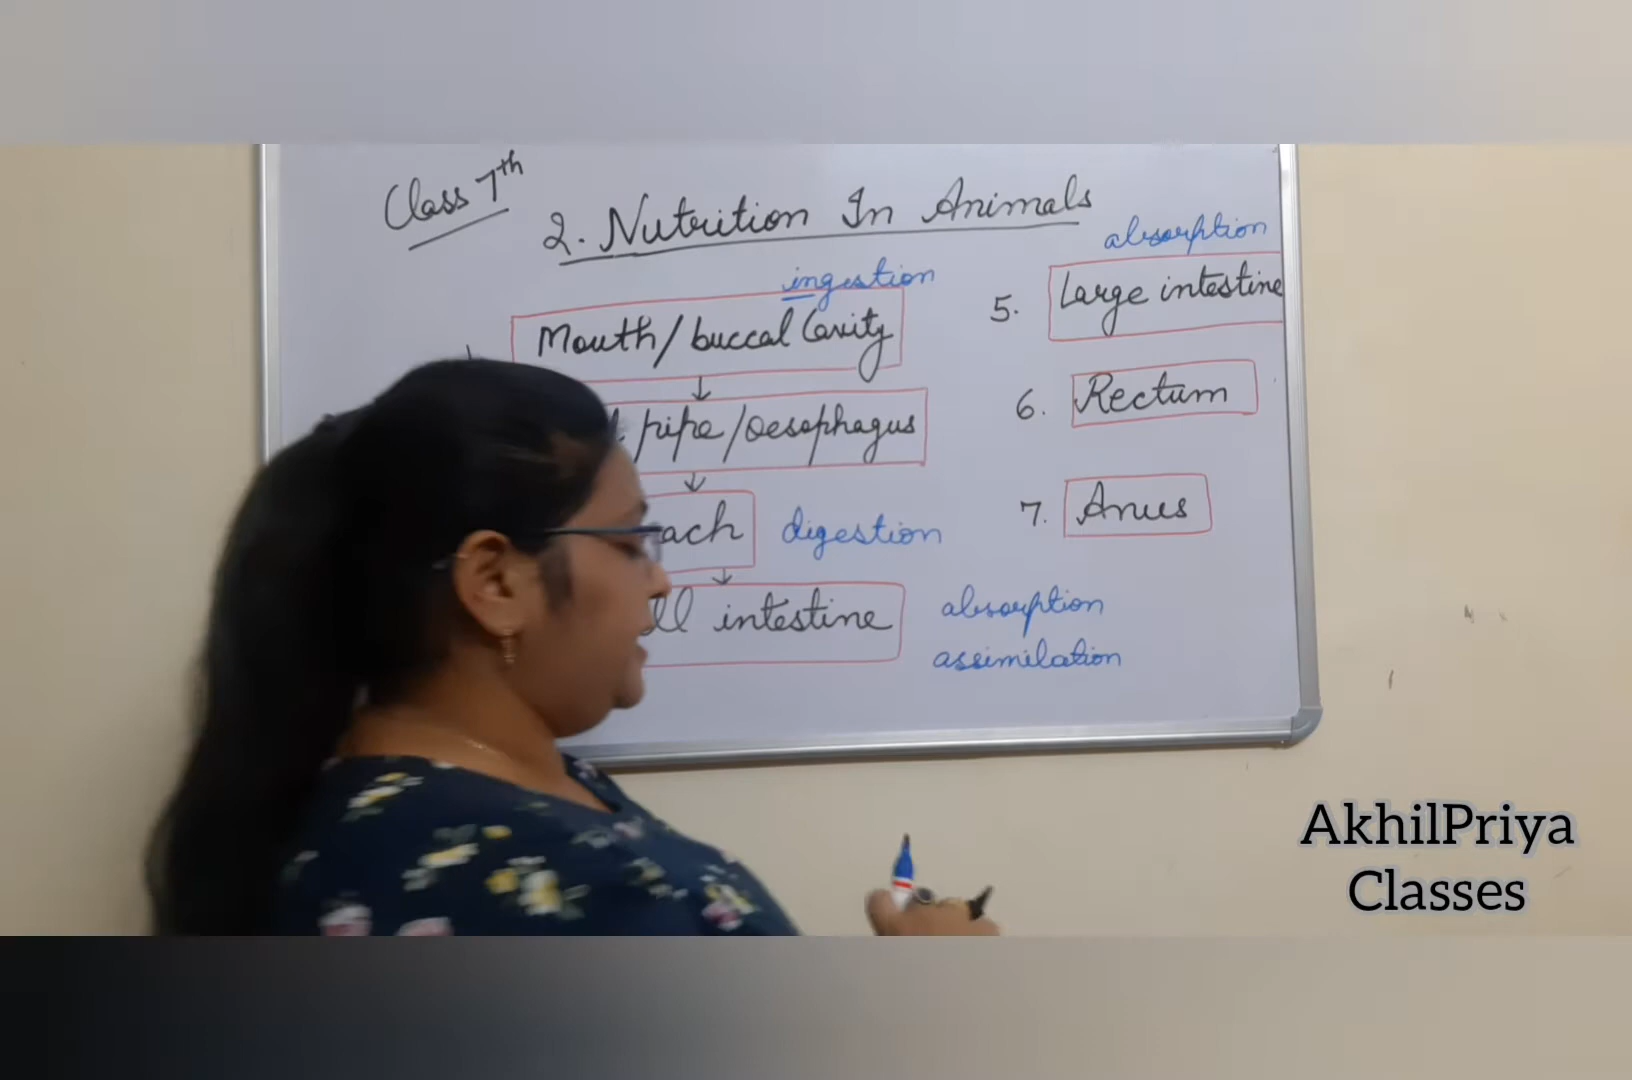 Class 7th
2. Nutrition In Animals
ingestion
Mouth/buccal Cavity
pipe/oesophagus
digestion
intestine
absorption
assimilation
absorption
5. Large intestine
6. Rectum
7. Anus
AkhilPriya
Classes